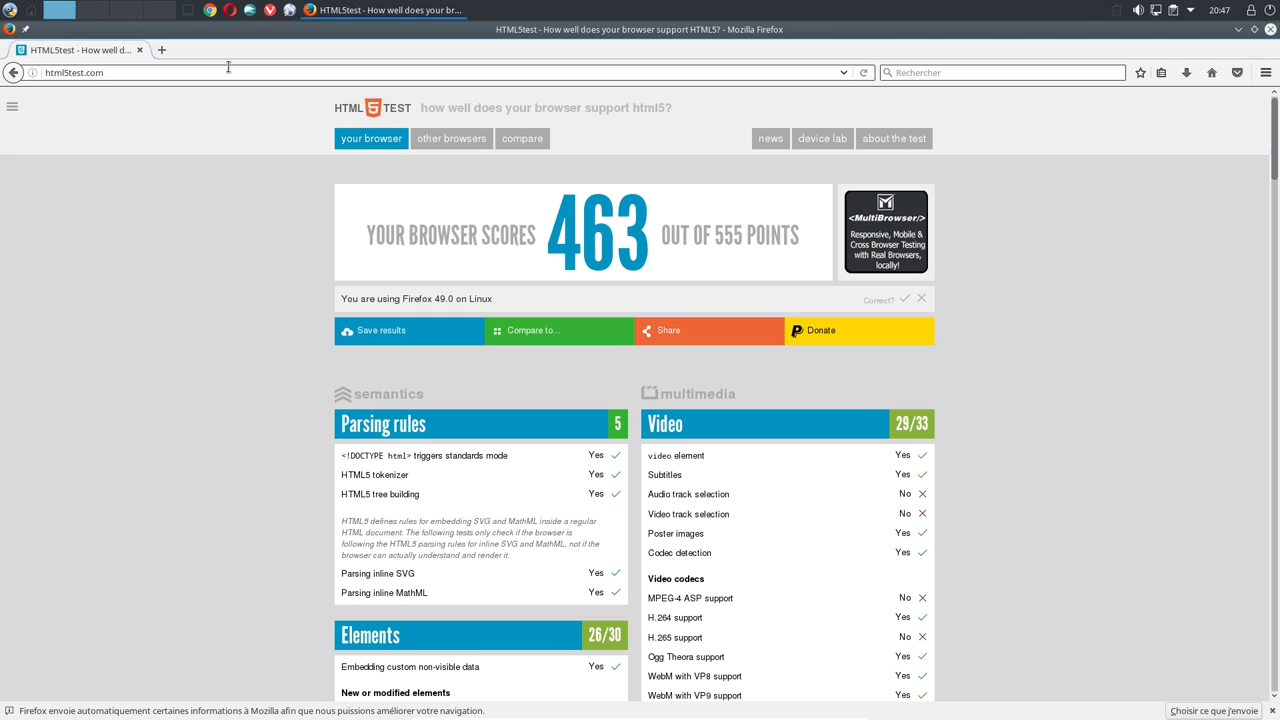 HTML5test - How well does your br...
20:47
HTML5test - How well does your browser support HTML5? - Mozilla Firefox
HTML5test - How well d...
html5test.com
Rechercher
HTML 5 TEST how well does your browser support html5?
your browser other browsers compare news device lab about the test
YOUR BROWSER SCORES 463 OUT OF 555 POINTS
<MultiBrowser/>
Responsive, Mobile &
Cross Browser Testing
with Real Browsers,
locally!
You are using Firefox 49.0 on Linux
Correct?
Save results Compare to... Share Donate
semantics
Parsing rules 5
<!DOCTYPE html> triggers standards mode Yes
HTML5 tokenizer Yes
HTML5 tree building Yes
HTML5 defines rules for embedding SVG and MathML inside a regular
HTML document. The following tests only check if the browser is
following the HTML5 parsing rules for inline SVG and MathML, not if the
browser can actually understand and render it.
Parsing inline SVG Yes
Parsing inline MathML Yes
Elements 26/30
Embedding custom non-visible data Yes
New or modified elements
multimedia
Video 29/33
video element Yes
Subtitles Yes
Audio track selection No
Video track selection No
Poster images Yes
Codec detection Yes
Video codecs
MPEG-4 ASP support No
H.264 support Yes
H.265 support No
Ogg Theora support Yes
WebM with VP8 support Yes
WebM with VP9 support Yes
Firefox envoie automatiquement certaines informations à Mozilla afin que nous puissions améliorer votre navigation.
Choisir ce que j'envoie